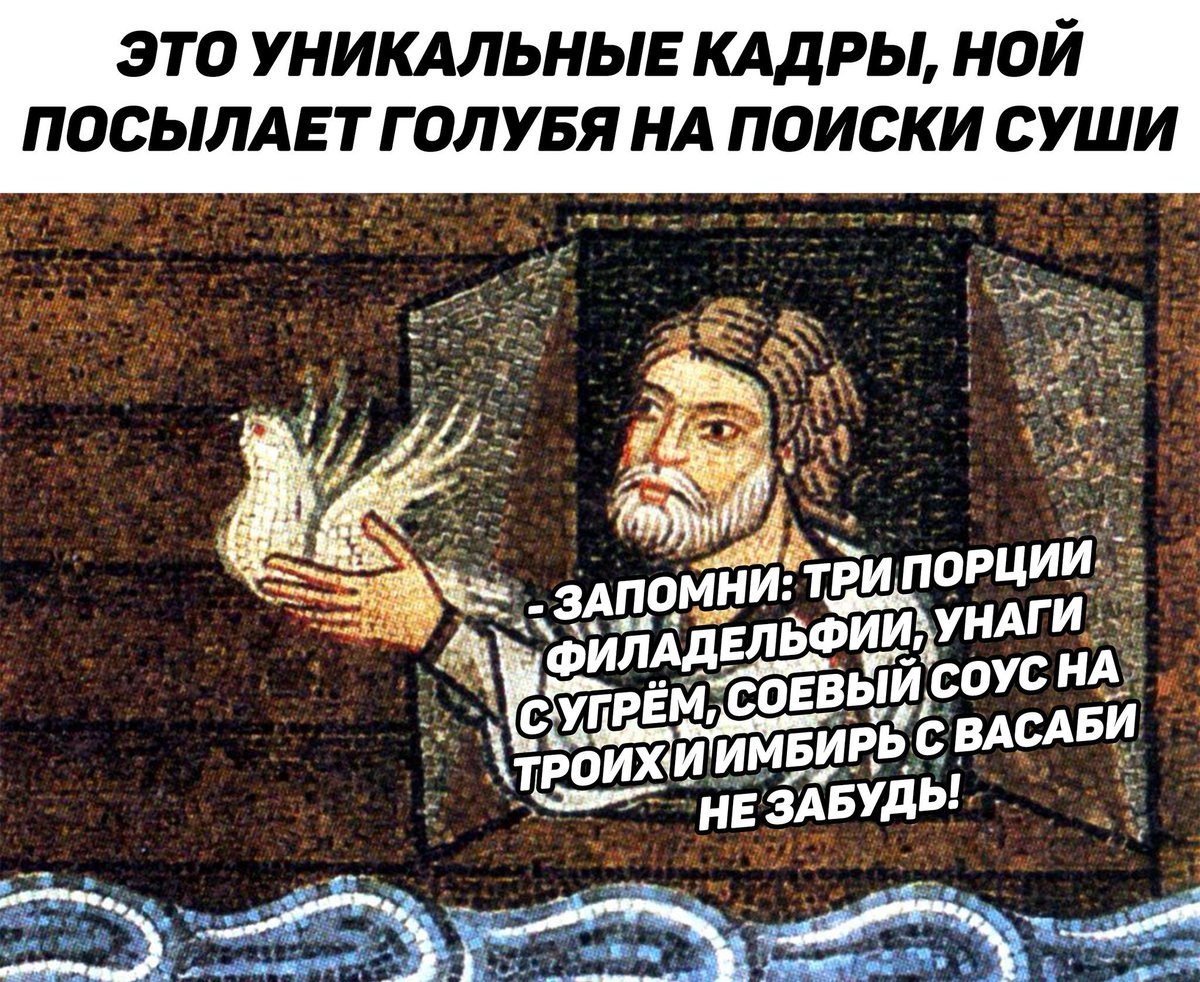 ЭТО УНИКАЛЬНЫЕ КАДРЫ, НОЙ
ПОСЫЛАЕТ ГОЛУБЯ НА ПОИСКИ СУШИ
- ЗАПОМНИ: ТРИ ПОРЦИИ
ФИЛАДЕЛЬФИИ, УНАГИ
С УГРЁМ, СОЕВЫЙ СОУС НА
ТРОИХ И ИМБИРЬ С ВАСАБИ
НЕ ЗАБУДЬ!